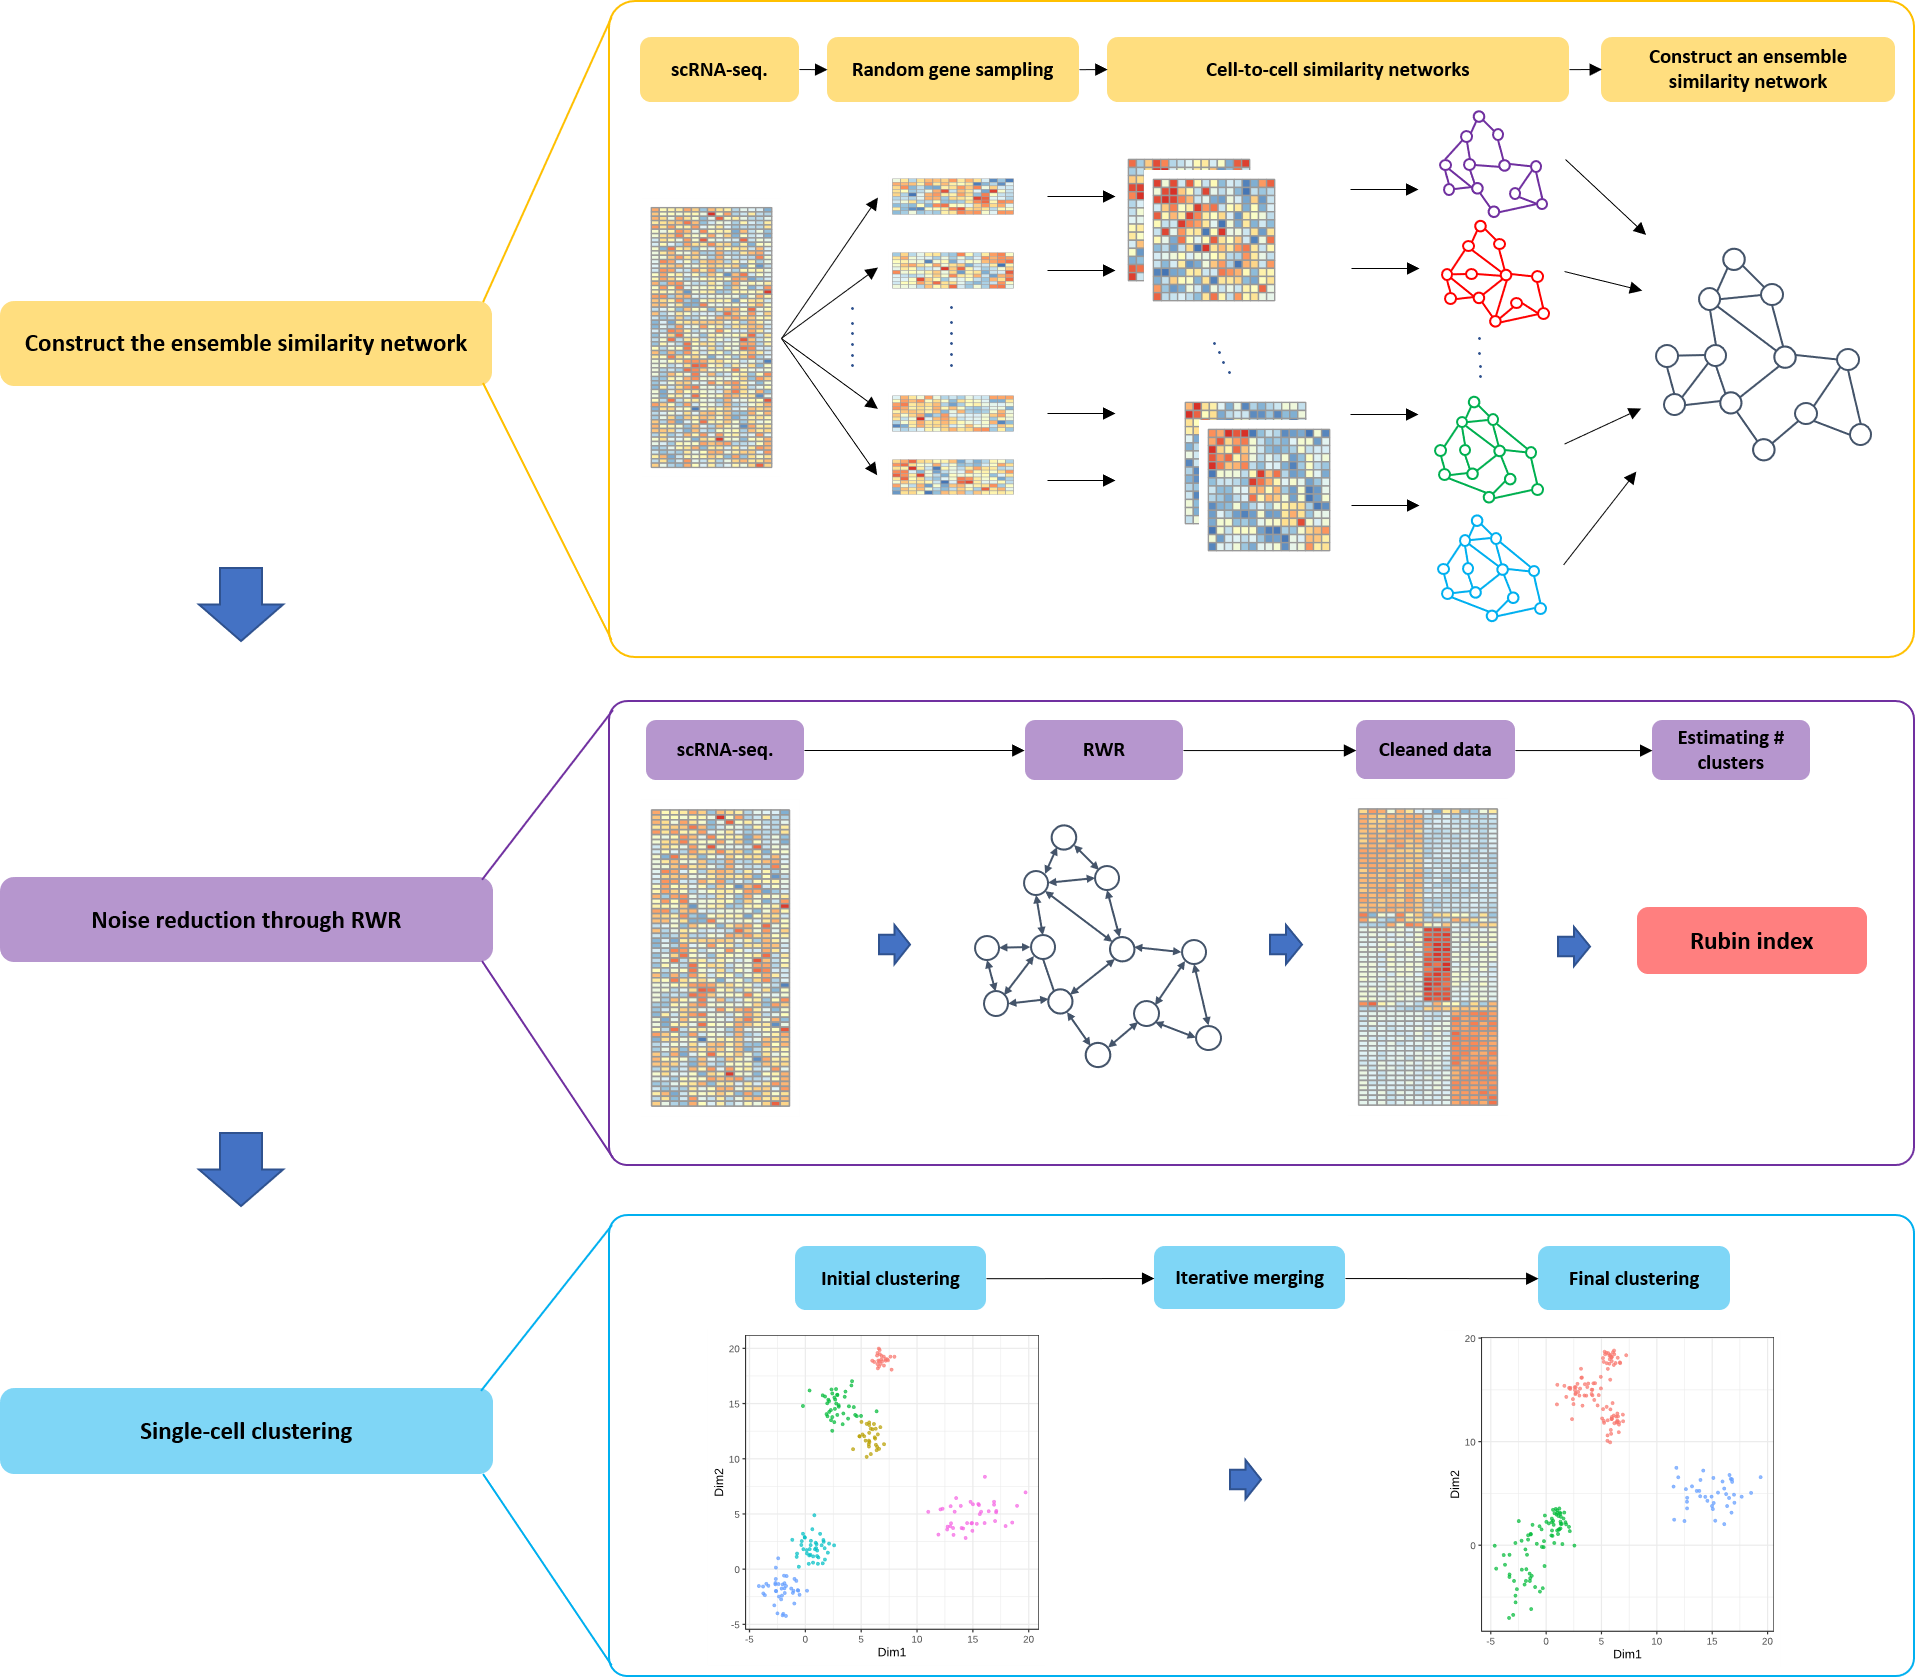 scRNA-seq.
Random gene sampling
Cell-to-cell similarity networks
Construct an ensemble
similarity network
Construct the ensemble similarity network
scRNA-seq.
RWR
Cleaned data
Estimating #
clusters
Noise reduction through RWR
Rubin index
Initial clustering
Iterative merging
Final clustering
Single-cell clustering
20
15
10
5
0
-5
Dim2
-5 0 5 10 15 20
Dim1
20
10
0
Dim2
-5 0 5 10 15 20
Dim1